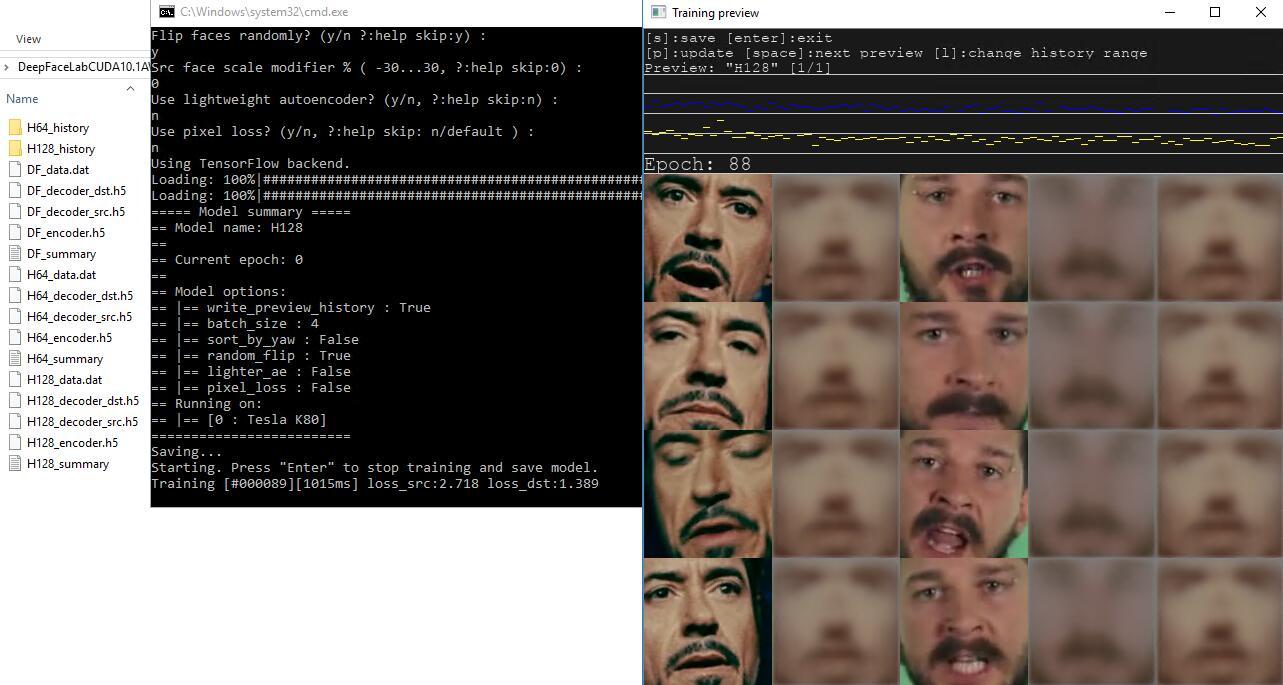 View
DeepFaceLabCUDA10.1AV
Name
H64_history
H128_history
DF_data.dat
DF_decoder_dst.h5
DF_decoder_src.h5
DF_encoder.h5
DF_summary
H64_data.dat
H64_decoder_dst.h5
H64_decoder_src.h5
H64_encoder.h5
H64_summary
H128_data.dat
H128_decoder_dst.h5
H128_decoder_src.h5
H128_encoder.h5
H128_summary
C:\Windows\system32\cmd.exe
Flip faces randomly? (y/n ?:help skip:y) :
y
Src face scale modifier % ( -30...30, ?:help skip:0) :
0
Use lightweight autoencoder? (y/n, ?:help skip:n) :
n
Use pixel loss? (y/n, ?:help skip: n/default ) :
n
Using TensorFlow backend.
Loading: 100%|################################################
Loading: 100%|################################################
===== Model summary =====
== Model name: H128
==
== Current epoch: 0
==
== Model options:
== |== write_preview_history : True
== |== batch_size : 4
== |== sort_by_yaw : False
== |== random_flip : True
== |== lighter_ae : False
== |== pixel_loss : False
== Running on:
== |== [0 : Tesla K80]
=========================
Saving...
Starting. Press "Enter" to stop training and save model.
Training [#000089][1015ms] loss_src:2.718 loss_dst:1.389
Training preview
[s]:save [enter]:exit
[p]:update [space]:next preview [l]:change history range
Preview: "H128" [1/1]
Epoch: 88